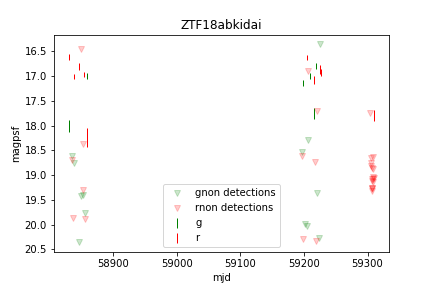 ZTF18abkidai
16.5
17.0
17.5
18.0
18.5
19.0
19.5
20.0
20.5
magpsf
gnon detections
rnon detections
g
r
58900 59000 59100 59200 59300
mjd